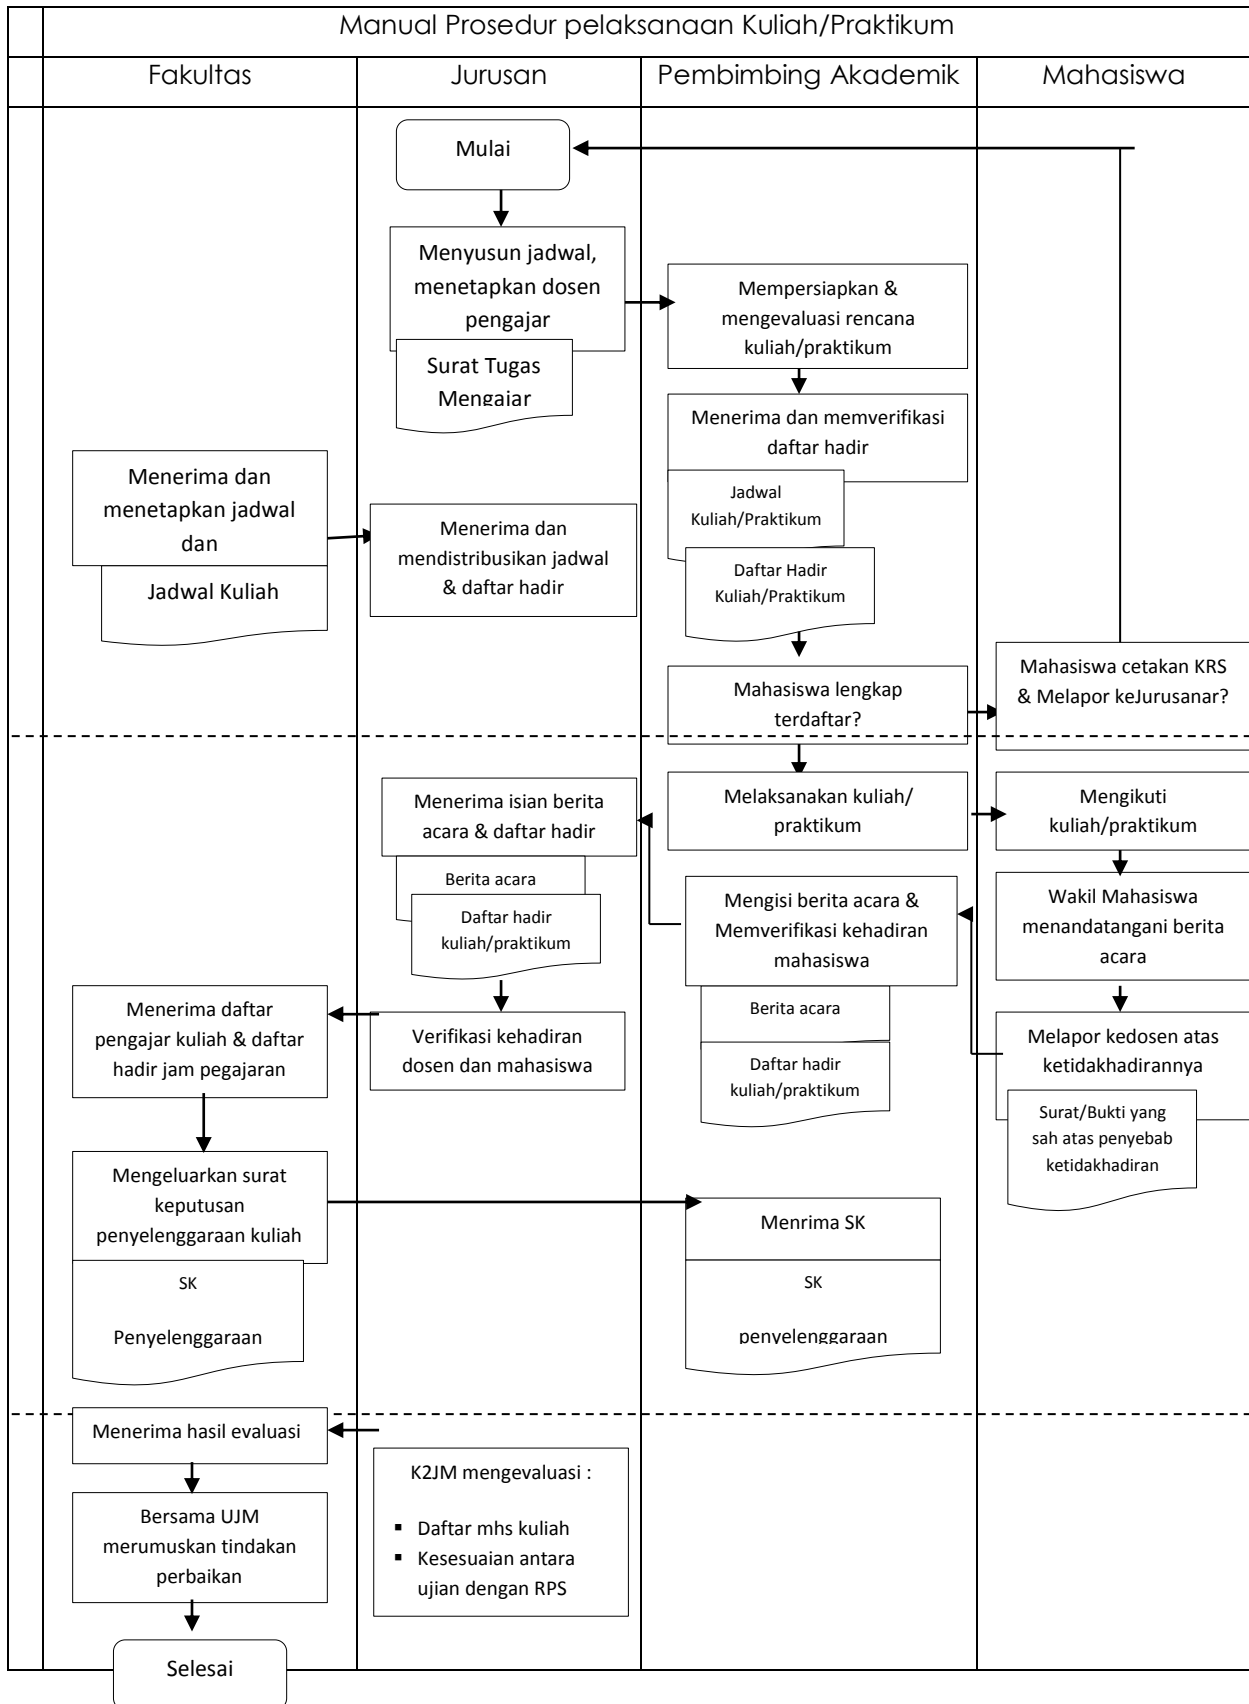 Manual Prosedur pelaksanaan Kuliah/Praktikum
Fakultas
Jurusan
Pembimbing Akademik
Mahasiswa
Mulai
Menyusun jadwal,
menetapkan dosen
pengajar
Surat Tugas
Mengajar
Mempersiapkan &
mengevaluasi rencana
kuliah/praktikum
Menerima dan memverifikasi
daftar hadir
Jadwal
Kuliah/Praktikum
Daftar Hadir
Kuliah/Praktikum
Menerima dan
menetapkan jadwal
dan
Jadwal Kuliah
Menerima dan
mendistribusikan jadwal
& daftar hadir
Mahasiswa lengkap
terdaftar?
Mahasiswa cetakan KRS
& Melapor keJurusanar?
Menerima isian berita
acara & daftar hadir
Berita acara
Daftar hadir
kuliah/praktikum
Melaksanakan kuliah/
praktikum
Mengikuti
kuliah/praktikum
Mengisi berita acara &
Memverifikasi kehadiran
mahasiswa
Berita acara
Daftar hadir
kuliah/praktikum
Wakil Mahasiswa
menandatangani berita
acara
Melapor kedosen atas
ketidakhadirannya
Surat/Bukti yang
sah atas penyebab
ketidakhadiran
Menerima daftar
pengajar kuliah & daftar
hadir jam pegajaran
Verifikasi kehadiran
dosen dan mahasiswa
Mengeluarkan surat
keputusan
penyelenggaraan kuliah
SK
Penyelenggaraan
Menrima SK
SK
penyelenggaraan
Menerima hasil evaluasi
K2JM mengevaluasi :
▪ Daftar mhs kuliah
▪ Kesesuaian antara
ujian dengan RPS
Bersama UJM
merumuskan tindakan
perbaikan
Selesai